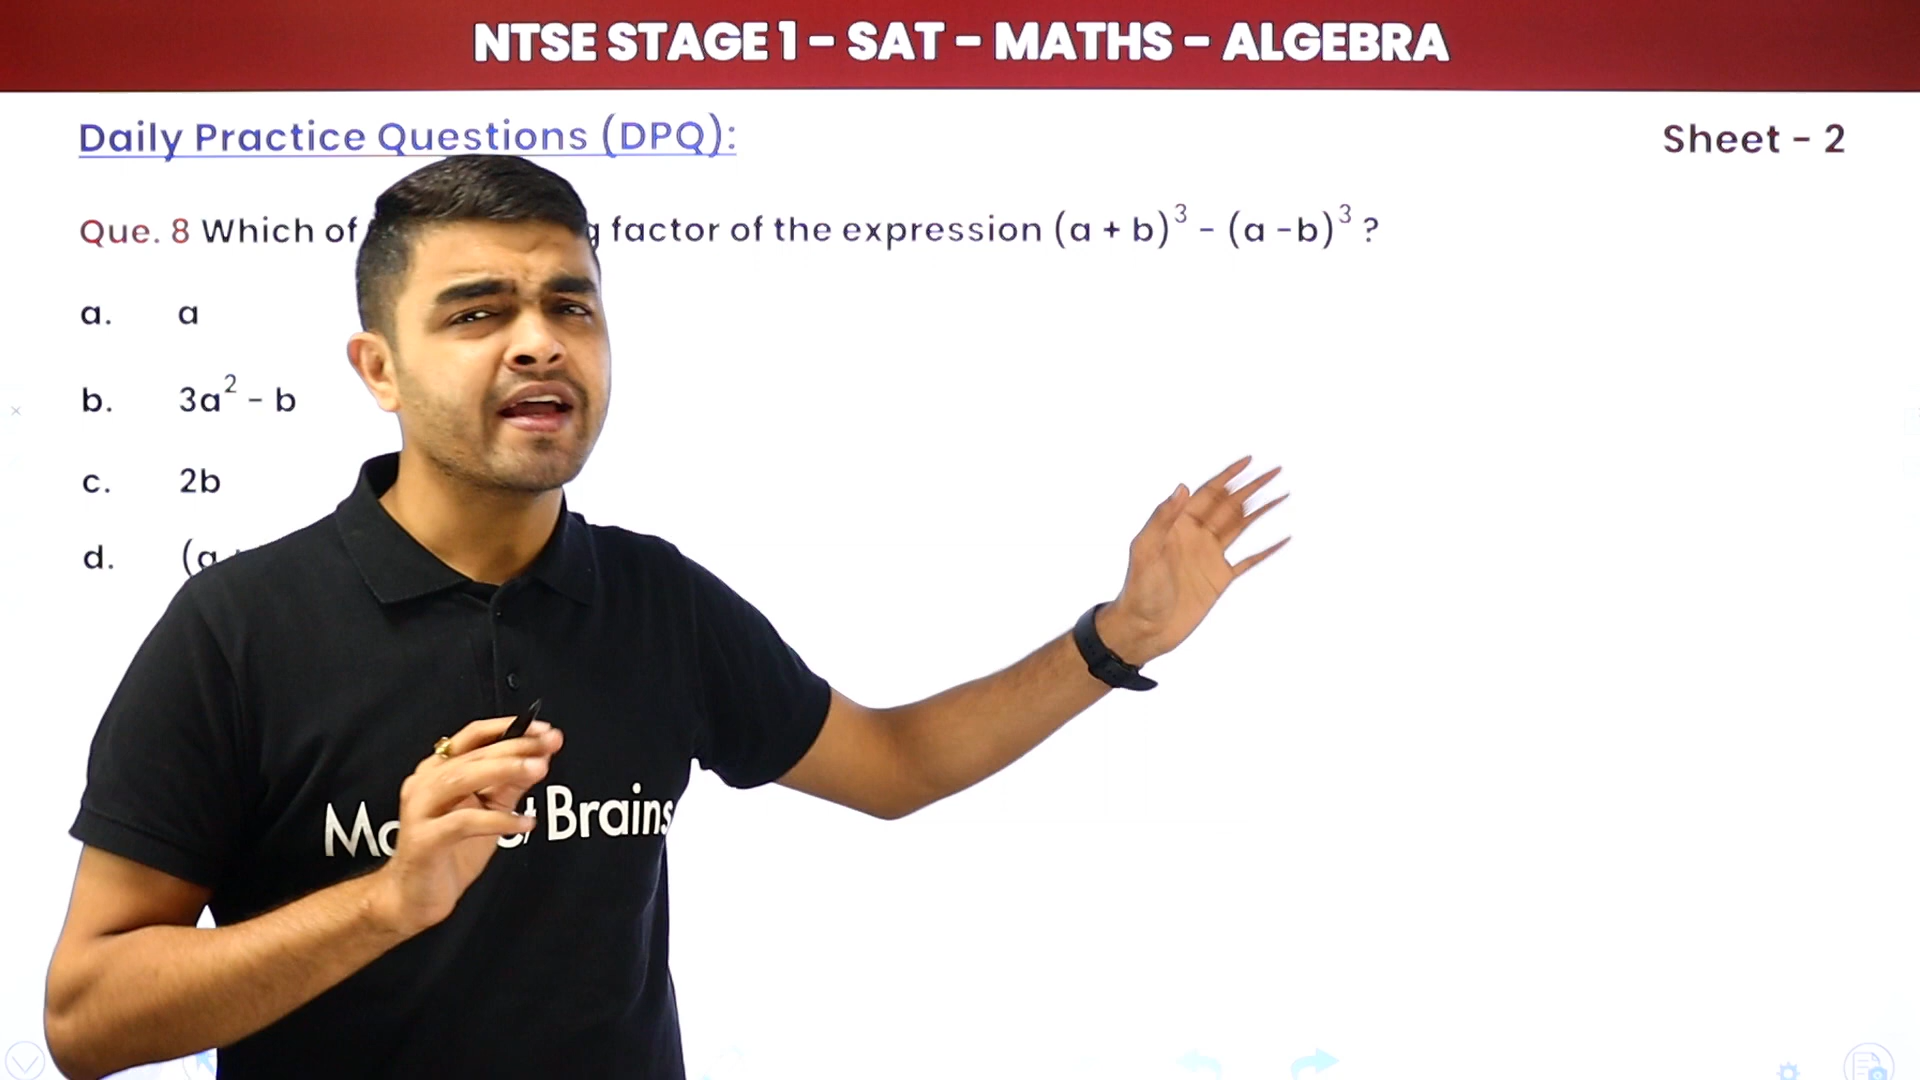 NTSE STAGE 1 - SAT - MATHS - ALGEBRA
Daily Practice Questions (DPQ):
Sheet - 2
Que. 8 Which of factor of the expression (a + b)³ - (a -b)³ ?
a. a
b. 3a² - b
c. 2b
d. (a
Brains